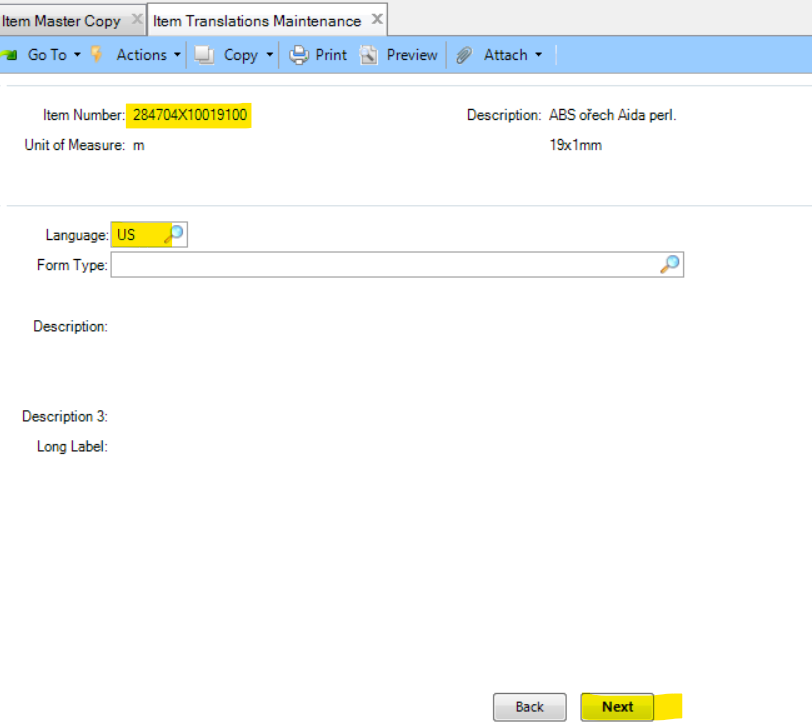 Item Master Copy X Item Translations Maintenance X
Go To Actions Copy Print Preview Attach
Item Number: 284704X10019100 Description: ABS ořech Aida perl.
Unit of Measure: m 19x1mm
Language: US
Form Type:
Description:
Description 3:
Long Label:
Back Next